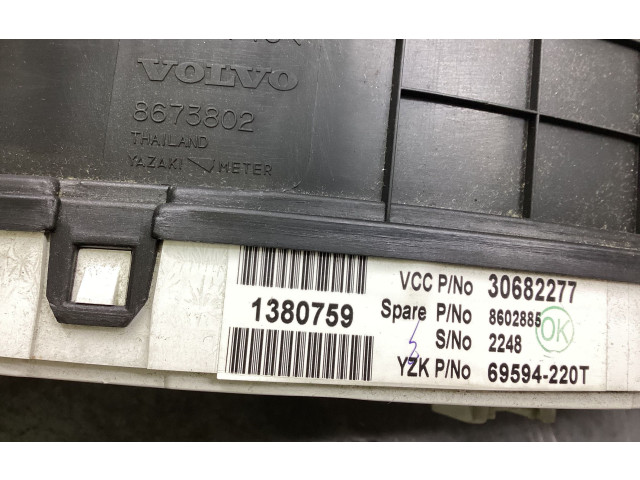 VOLVO
8673802
THAILAND
YAZAKI METER
1380759
VCC P/No 30682277
Spare P/No 8602885
OK
S/No 2248
YZK P/No 69594-220T